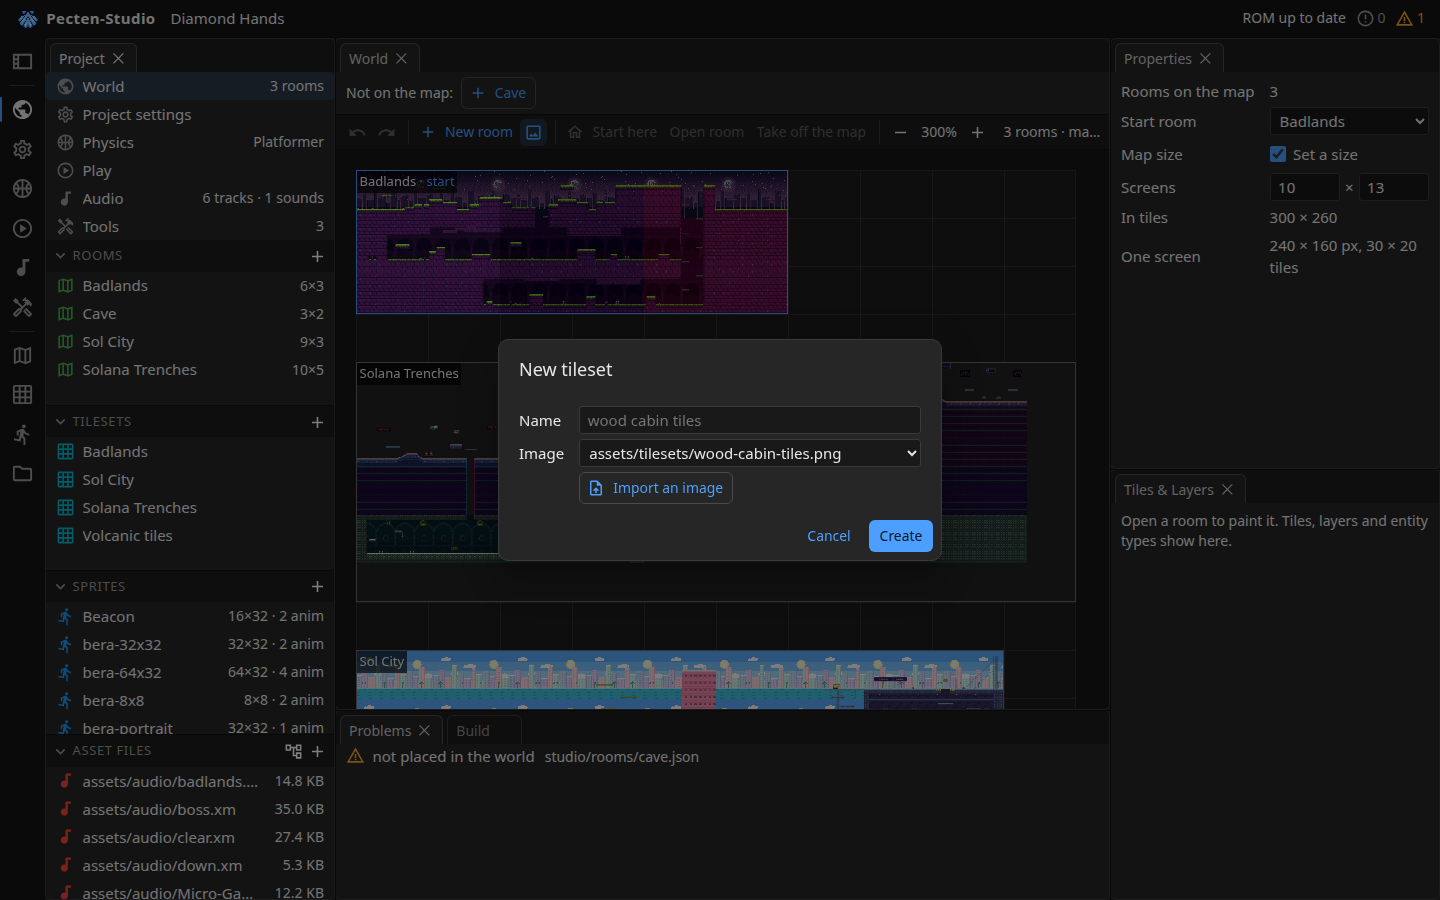 Pecten-Studio Diamond Hands
ROM up to date 0 1
Project
World 3 rooms
Project settings
Physics Platformer
Play
Audio 6 tracks · 1 sounds
Tools 3
ROOMS
Badlands 6×3
Cave 3×2
Sol City 9×3
Solana Trenches 10×5
TILESETS
Badlands
Sol City
Solana Trenches
Volcanic tiles
SPRITES
Beacon 16×32 · 2 anim
bera-32x32 32×32 · 2 anim
bera-64x32 64×32 · 4 anim
bera-8x8 8×8 · 2 anim
bera-portrait 32×32 · 1 anim
ASSET FILES
assets/audio/badlands.... 14.8 KB
assets/audio/boss.xm 35.0 KB
assets/audio/clear.xm 27.4 KB
assets/audio/down.xm 5.3 KB
assets/audio/Micro-Ga... 12.2 KB
World
Not on the map: + Cave
+ New room Start here Open room Take off the map − 300% + 3 rooms · ma...
Badlands · start
Solana Trenches
Sol City
New tileset
Name wood cabin tiles
Image assets/tilesets/wood-cabin-tiles.png
Import an image
Cancel Create
Problems Build
not placed in the world studio/rooms/cave.json
Properties
Rooms on the map 3
Start room Badlands
Map size Set a size
Screens 10 × 13
In tiles 300 × 260
One screen 240 × 160 px, 30 × 20
tiles
Tiles & Layers
Open a room to paint it. Tiles, layers and entity
types show here.